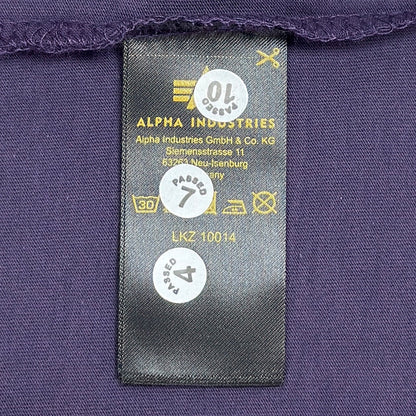 PASSED
10
ALPHA INDUSTRIES
Alpha Industries GmbH & Co. KG
Siemensstrasse 11
63263 Neu-Isenburg
PASSED
7
30
LKZ 10014
PASSED
4